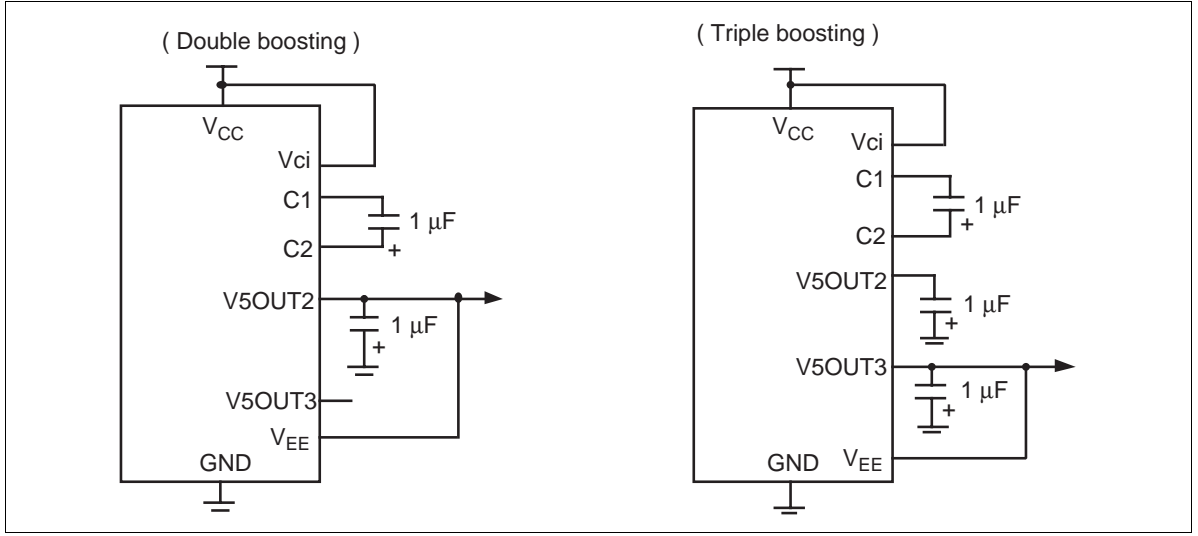 ( Double boosting )
VCC
Vci
C1
1 μF
C2
+
V5OUT2
1 μF
+
V5OUT3
VEE
GND
( Triple boosting )
VCC
Vci
C1
1 μF
+
C2
V5OUT2
1 μF
+
V5OUT3
1 μF
+
GND
VEE